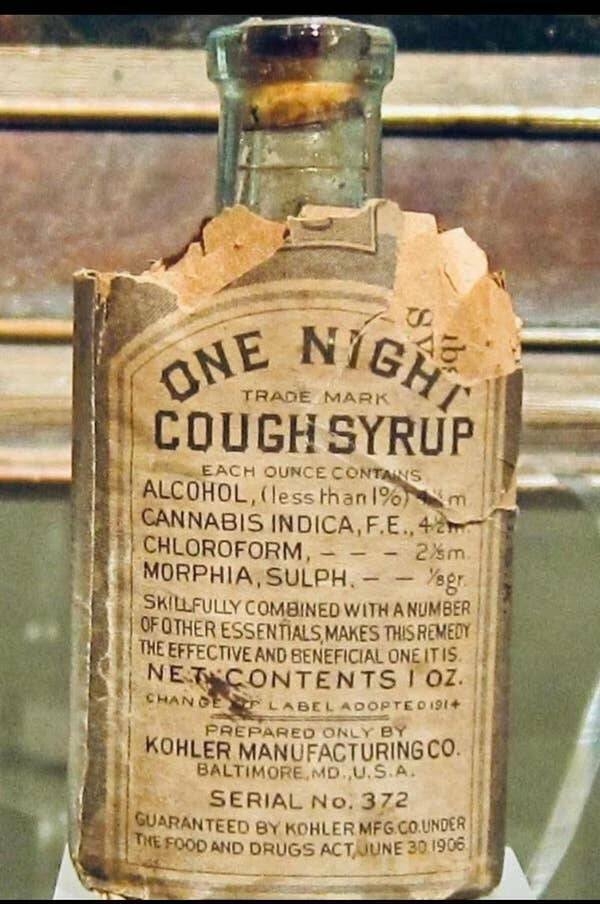 ONE NIGHT
TRADE MARK
COUGH SYRUP
EACH OUNCE CONTAINS
ALCOHOL, (less than 1%) m
CANNABIS INDICA, F.E.,
CHLOROFORM, - - - m
MORPHIA, SULPH. - - ⅛gr.
SKILLFULLY COMBINED WITH A NUMBER
OF OTHER ESSENTIALS, MAKES THIS REMEDY
THE EFFECTIVE AND BENEFICIAL ONE IT IS.
NET CONTENTS 1 OZ.
CHANGE OF LABEL ADOPTED 1914
PREPARED ONLY BY
KOHLER MANUFACTURING CO.
BALTIMORE, MD., U.S.A.
SERIAL No. 372
GUARANTEED BY KOHLER MFG. CO. UNDER
THE FOOD AND DRUGS ACT, JUNE 30 1906